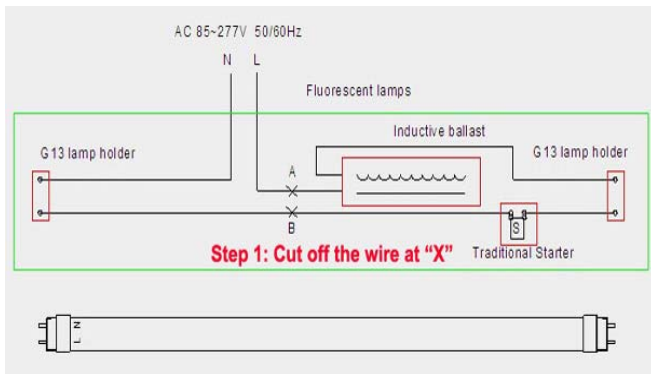 AC 85~277V 50/60Hz
N L
Fluorescent lamps
Inductive ballast
G13 lamp holder
G13 lamp holder
A
B
S
Step 1: Cut off the wire at “X”
Traditional Starter
L N